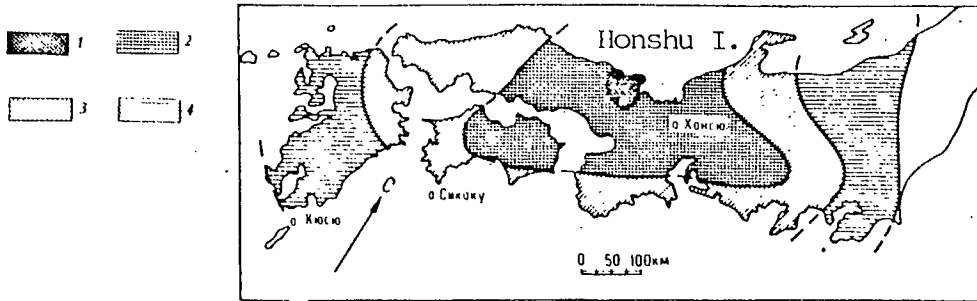 1 2
3 4
Honshu I.
о Хонсю
о Сикоку
о Кюсю
С
0 50 100км